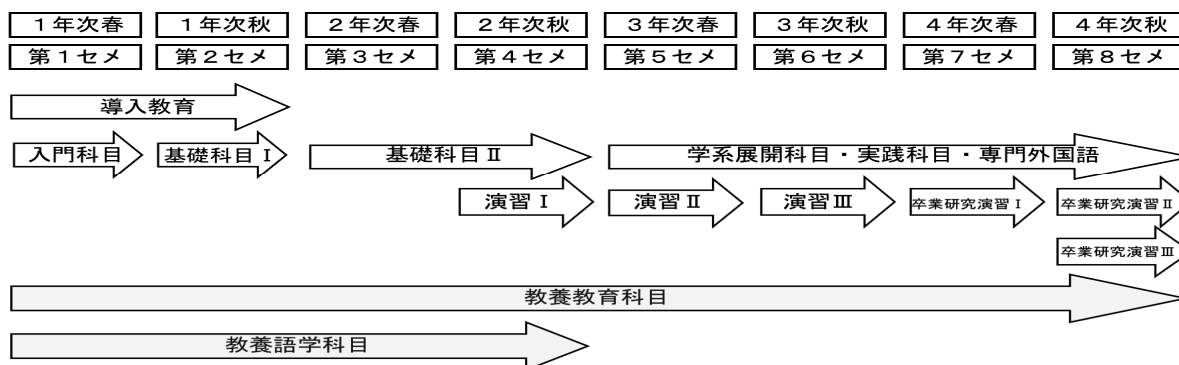 １年次春 １年次秋 ２年次春 ２年次秋 ３年次春 ３年次秋 ４年次春 ４年次秋
第１セメ 第２セメ 第３セメ 第４セメ 第５セメ 第６セメ 第７セメ 第８セメ
導入教育
入門科目 基礎科目Ⅰ 基礎科目Ⅱ 学系展開科目・実践科目・専門外国語
演習Ⅰ 演習Ⅱ 演習Ⅲ 卒業研究演習Ⅰ 卒業研究演習Ⅱ
卒業研究演習Ⅲ
教養教育科目
教養語学科目